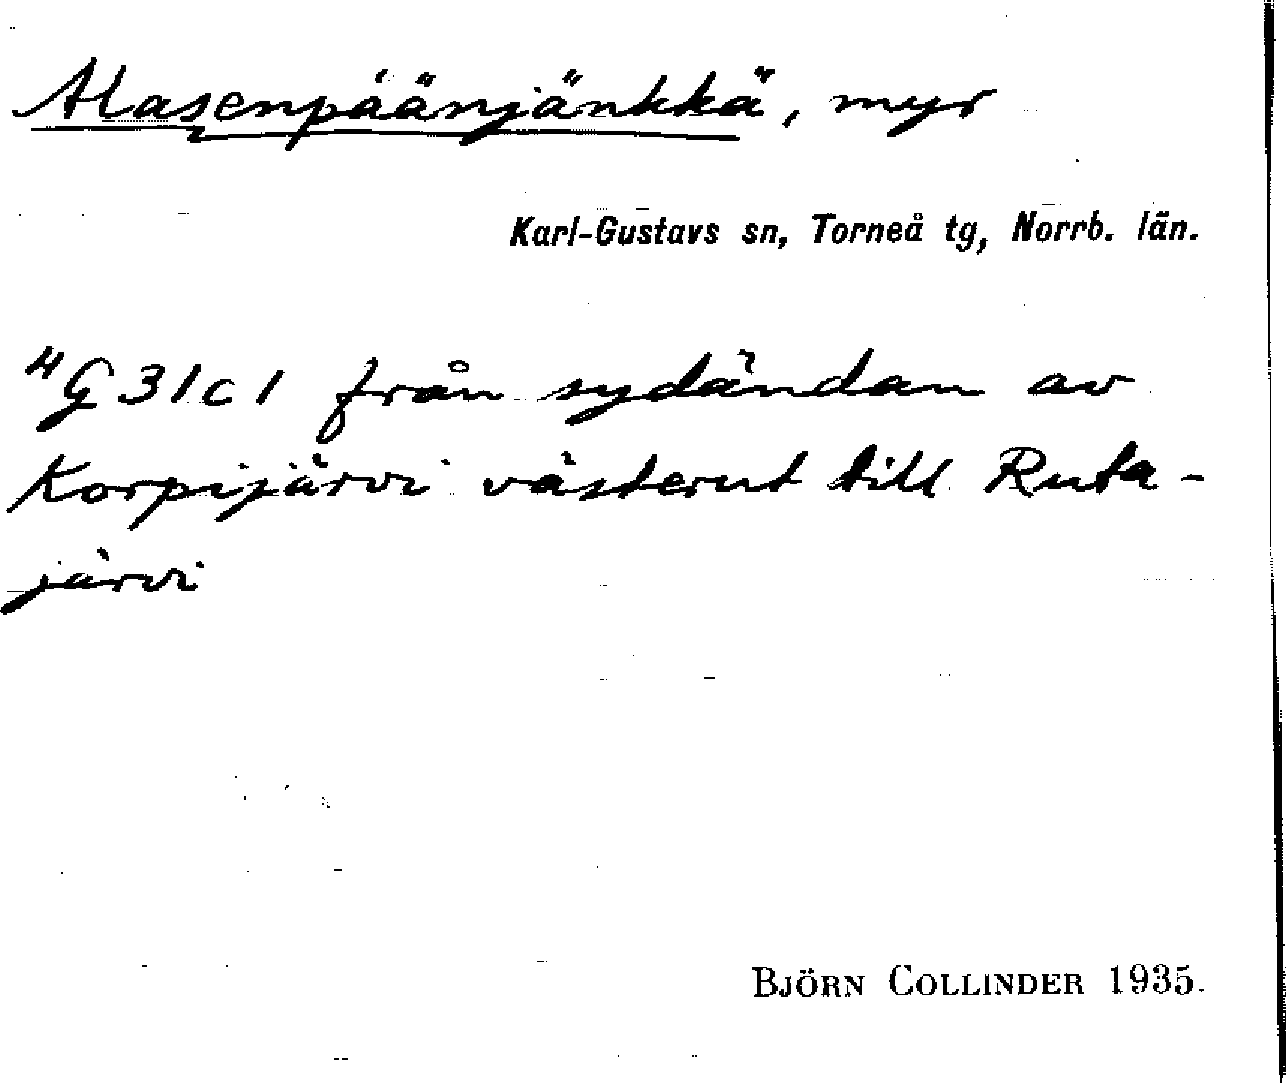 Alasenpäänjänkkä, myr
Karl-Gustavs sn, Torneå tg, Norrb. län.
4G31c1 från sydändan av
Korpijärvi västerut till Ruta-
järvi
BJÖRN COLLINDER 1935.